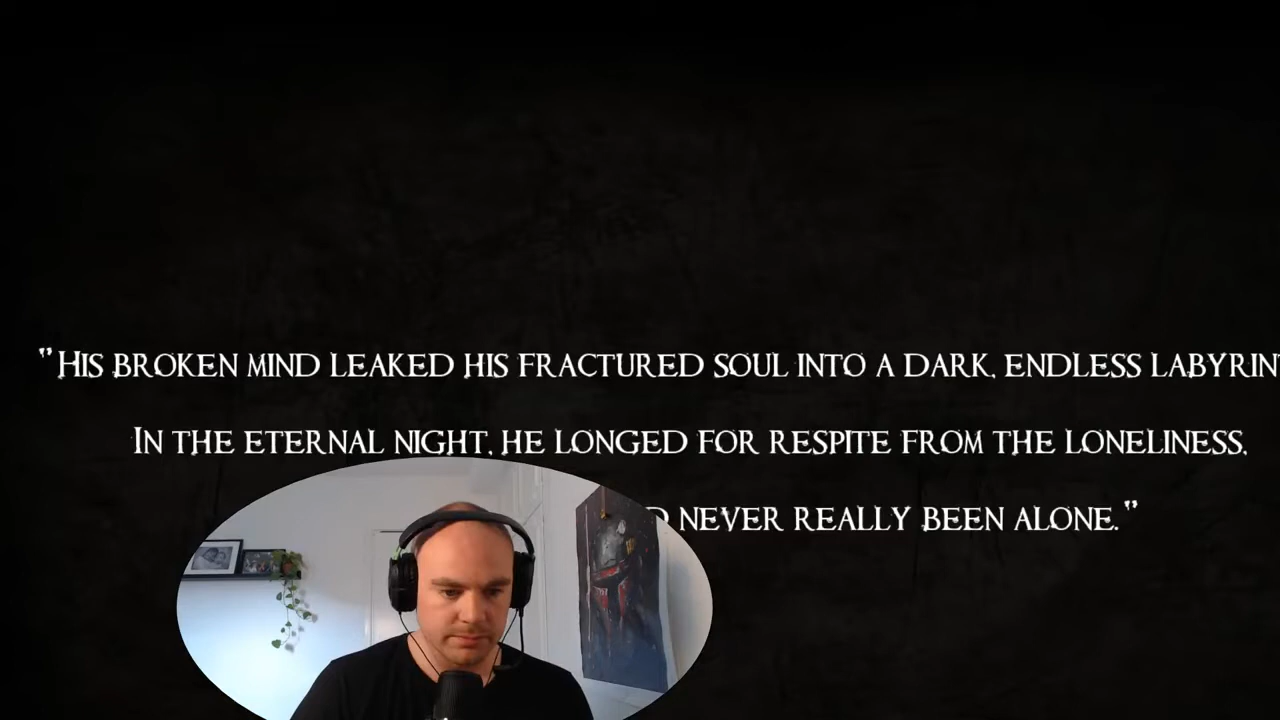 "His broken mind leaked his fractured soul into a dark, endless
In the eternal night, he longed for respite from the loneliness,
never really been alone."